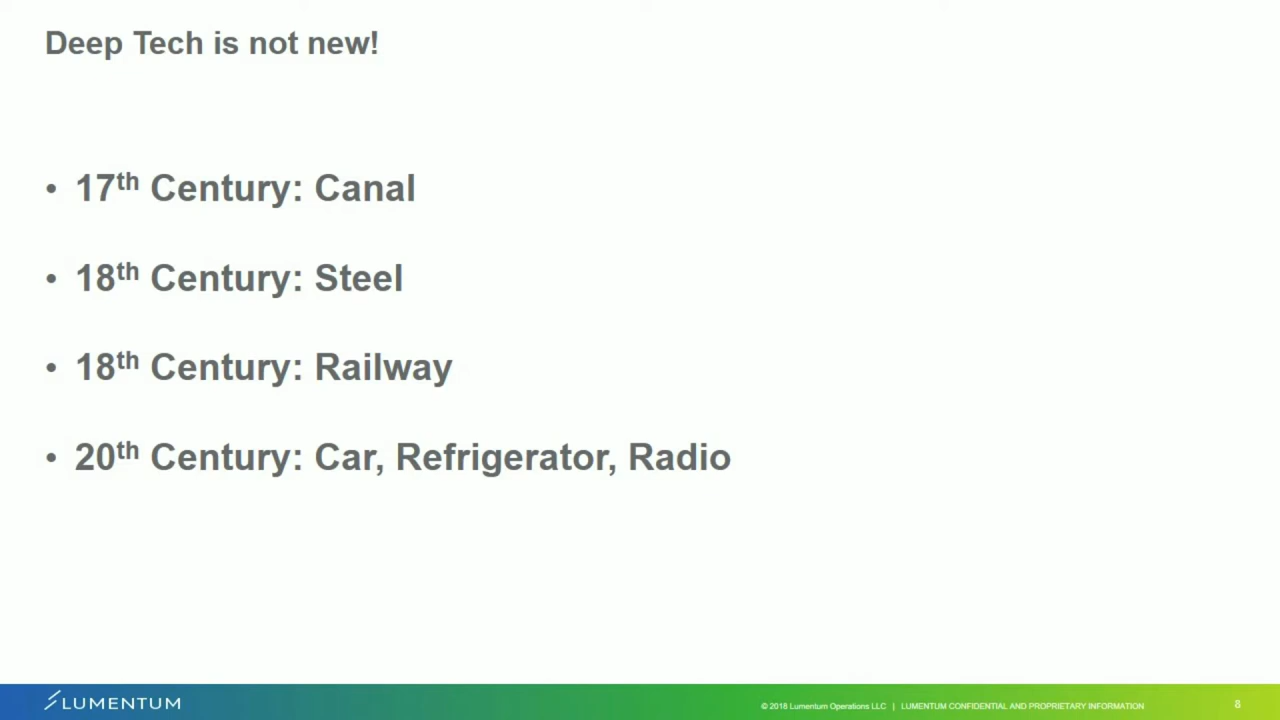 Deep Tech is not new!
• 17th Century: Canal
• 18th Century: Steel
• 18th Century: Railway
• 20th Century: Car, Refrigerator, Radio
LUMENTUM
© 2018 Lumentum Operations LLC | LUMENTUM CONFIDENTIAL AND PROPRIETARY INFORMATION
8